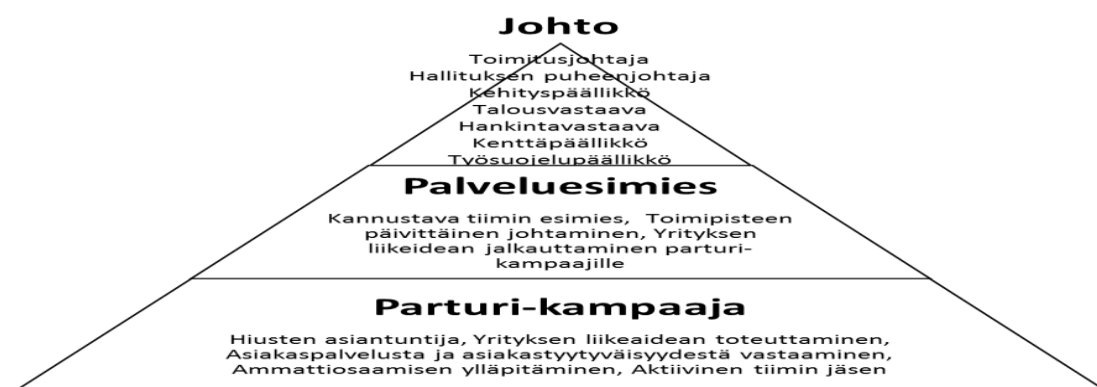 Johto
Toimitusjohtaja
Hallituksen puheenjohtaja
Kehityspäällikkö
Talousvastaava
Hankintavastaava
Kenttäpäällikkö
Työsuojelupäällikkö
Palveluesimies
Kannustava tiimin esimies, Toimipisteen
päivittäinen johtaminen, Yrityksen
liikeidean jalkauttaminen parturi-
kampaajille
Parturi-kampaaja
Hiusten asiantuntija, Yrityksen liikeaidean toteuttaminen,
Asiakaspalvelusta ja asiakastyytyväisyydestä vastaaminen,
Ammattiosaamisen ylläpitäminen, Aktiivinen tiimin jäsen